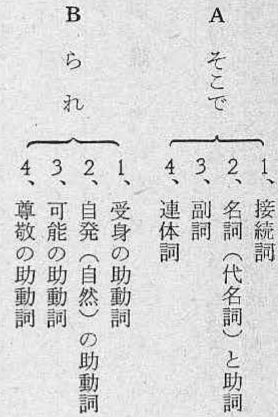 A
そこで
1、接続詞
2、名詞（代名詞）と助詞
3、副詞
4、連体詞
B
られ
1、受身の助動詞
2、自発（自然）の助動詞
3、可能の助動詞
4、尊敬の助動詞